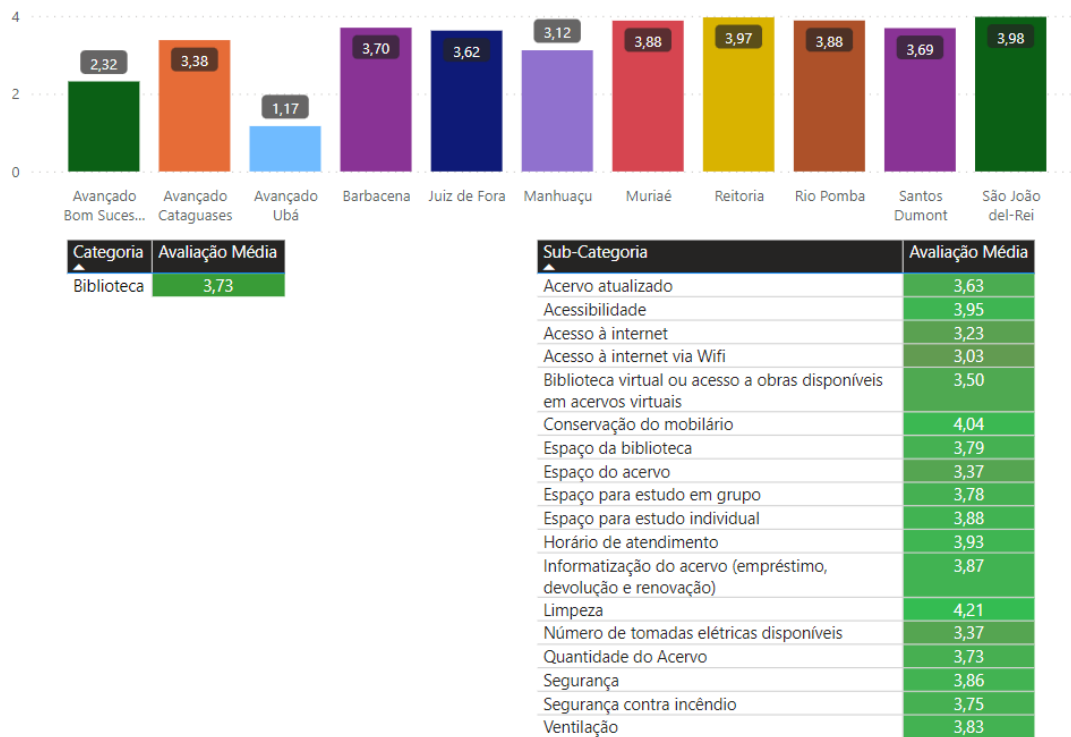 4
2
0
2,32
3,38
1,17
3,70
3,62
3,12
3,88
3,97
3,88
3,69
3,98
Avançado
Bom Suces...
Avançado
Cataguases
Avançado
Ubá
Barbacena
Juiz de Fora
Manhuaçu
Muriaé
Reitoria
Rio Pomba
Santos
Dumont
São João
del-Rei
Categoria Avaliação Média
Biblioteca 3,73
Sub-Categoria Avaliação Média
Acervo atualizado 3,63
Acessibilidade 3,95
Acesso à internet 3,23
Acesso à internet via Wifi 3,03
Biblioteca virtual ou acesso a obras disponíveis 3,50
em acervos virtuais
Conservação do mobilário 4,04
Espaço da biblioteca 3,79
Espaço do acervo 3,37
Espaço para estudo em grupo 3,78
Espaço para estudo individual 3,88
Horário de atendimento 3,93
Informatização do acervo (empréstimo, 3,87
devolução e renovação)
Limpeza 4,21
Número de tomadas elétricas disponíveis 3,37
Quantidade do Acervo 3,73
Segurança 3,86
Segurança contra incêndio 3,75
Ventilação 3,83